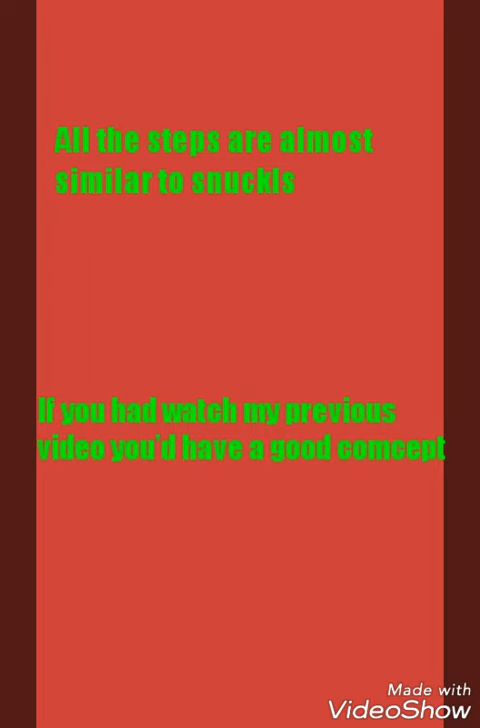 All the steps are almost
similar to snuckls
If you had watch my previous
video you'd have a good comcept
Made with
VideoShow